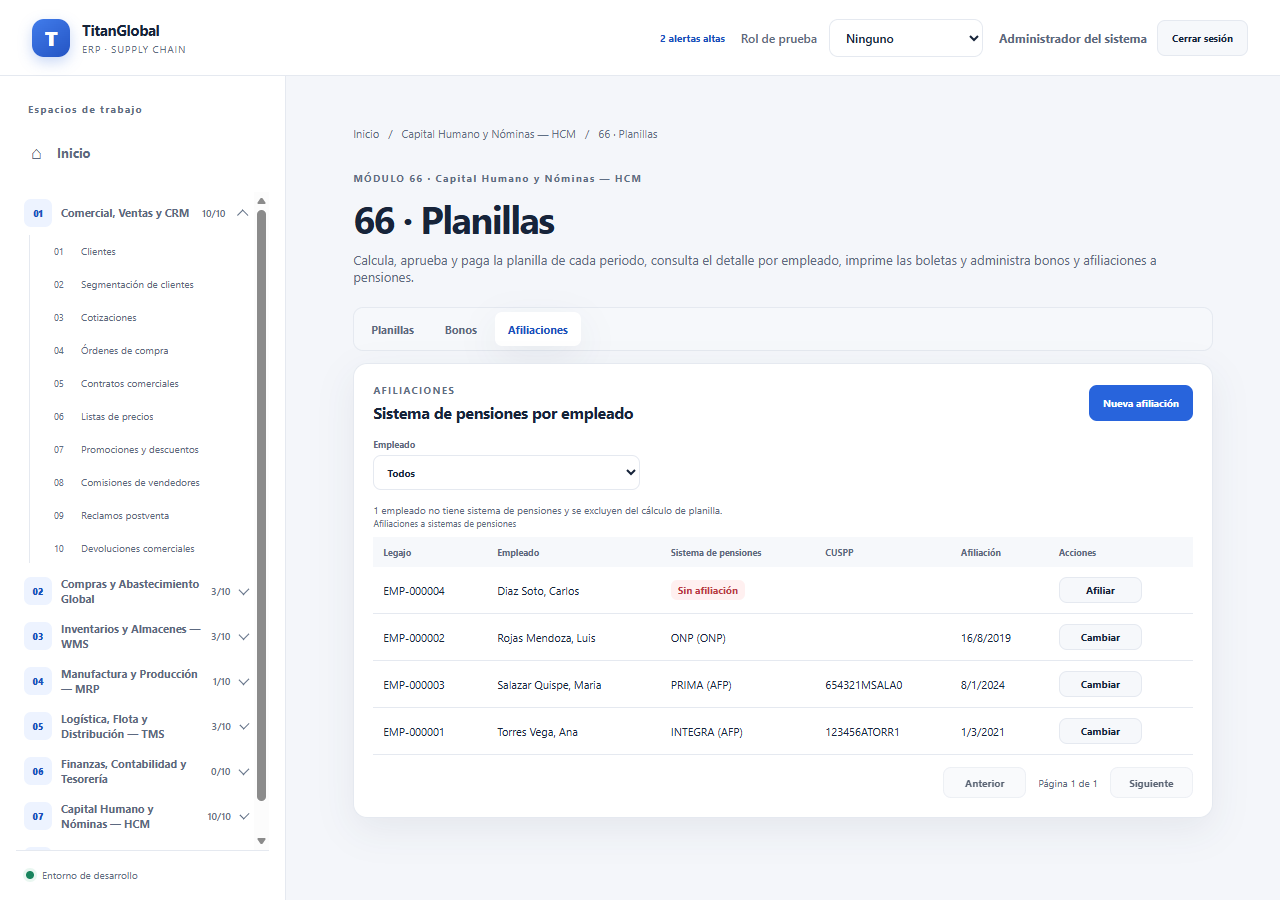 T
TitanGlobal
ERP · SUPPLY CHAIN
2 alertas altas
Rol de prueba
Ninguno
Administrador del sistema
Cerrar sesión
Espacios de trabajo
Inicio
01 Comercial, Ventas y CRM 10/10
01 Clientes
02 Segmentación de clientes
03 Cotizaciones
04 Órdenes de compra
05 Contratos comerciales
06 Listas de precios
07 Promociones y descuentos
08 Comisiones de vendedores
09 Reclamos postventa
10 Devoluciones comerciales
02 Compras y Abastecimiento Global 3/10
03 Inventarios y Almacenes — WMS 3/10
04 Manufactura y Producción — MRP 1/10
05 Logística, Flota y Distribución — TMS 3/10
06 Finanzas, Contabilidad y Tesorería 0/10
07 Capital Humano y Nóminas — HCM 10/10
Entorno de desarrollo
Inicio / Capital Humano y Nóminas — HCM / 66 · Planillas
MÓDULO 66 · Capital Humano y Nóminas — HCM
66 · Planillas
Calcula, aprueba y paga la planilla de cada periodo, consulta el detalle por empleado, imprime las boletas y administra bonos y afiliaciones a
pensiones.
Planillas Bonos Afiliaciones
AFILIACIONES
Sistema de pensiones por empleado
Nueva afiliación
Empleado
Todos
1 empleado no tiene sistema de pensiones y se excluyen del cálculo de planilla.
Afiliaciones a sistemas de pensiones
Legajo Empleado Sistema de pensiones CUSPP Afiliación Acciones
EMP-000004 Diaz Soto, Carlos Sin afiliación Afiliar
EMP-000002 Rojas Mendoza, Luis ONP (ONP) 16/8/2019 Cambiar
EMP-000003 Salazar Quispe, Maria PRIMA (AFP) 654321MSALA0 8/1/2024 Cambiar
EMP-000001 Torres Vega, Ana INTEGRA (AFP) 123456ATORR1 1/3/2021 Cambiar
Anterior Página 1 de 1 Siguiente